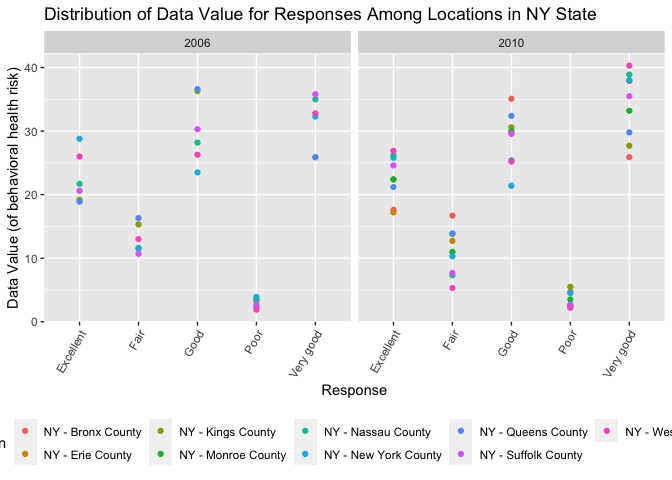 Distribution of Data Value for Responses Among Locations in NY State
2006 2010
Data Value (of behavioral health risk)
40
30
20
10
0
Excellent Fair Good Poor Very good Excellent Fair Good Poor Very good
Response
n NY - Bronx County NY - Kings County NY - Nassau County NY - Queens County NY - Wes
NY - Erie County NY - Monroe County NY - New York County NY - Suffolk County